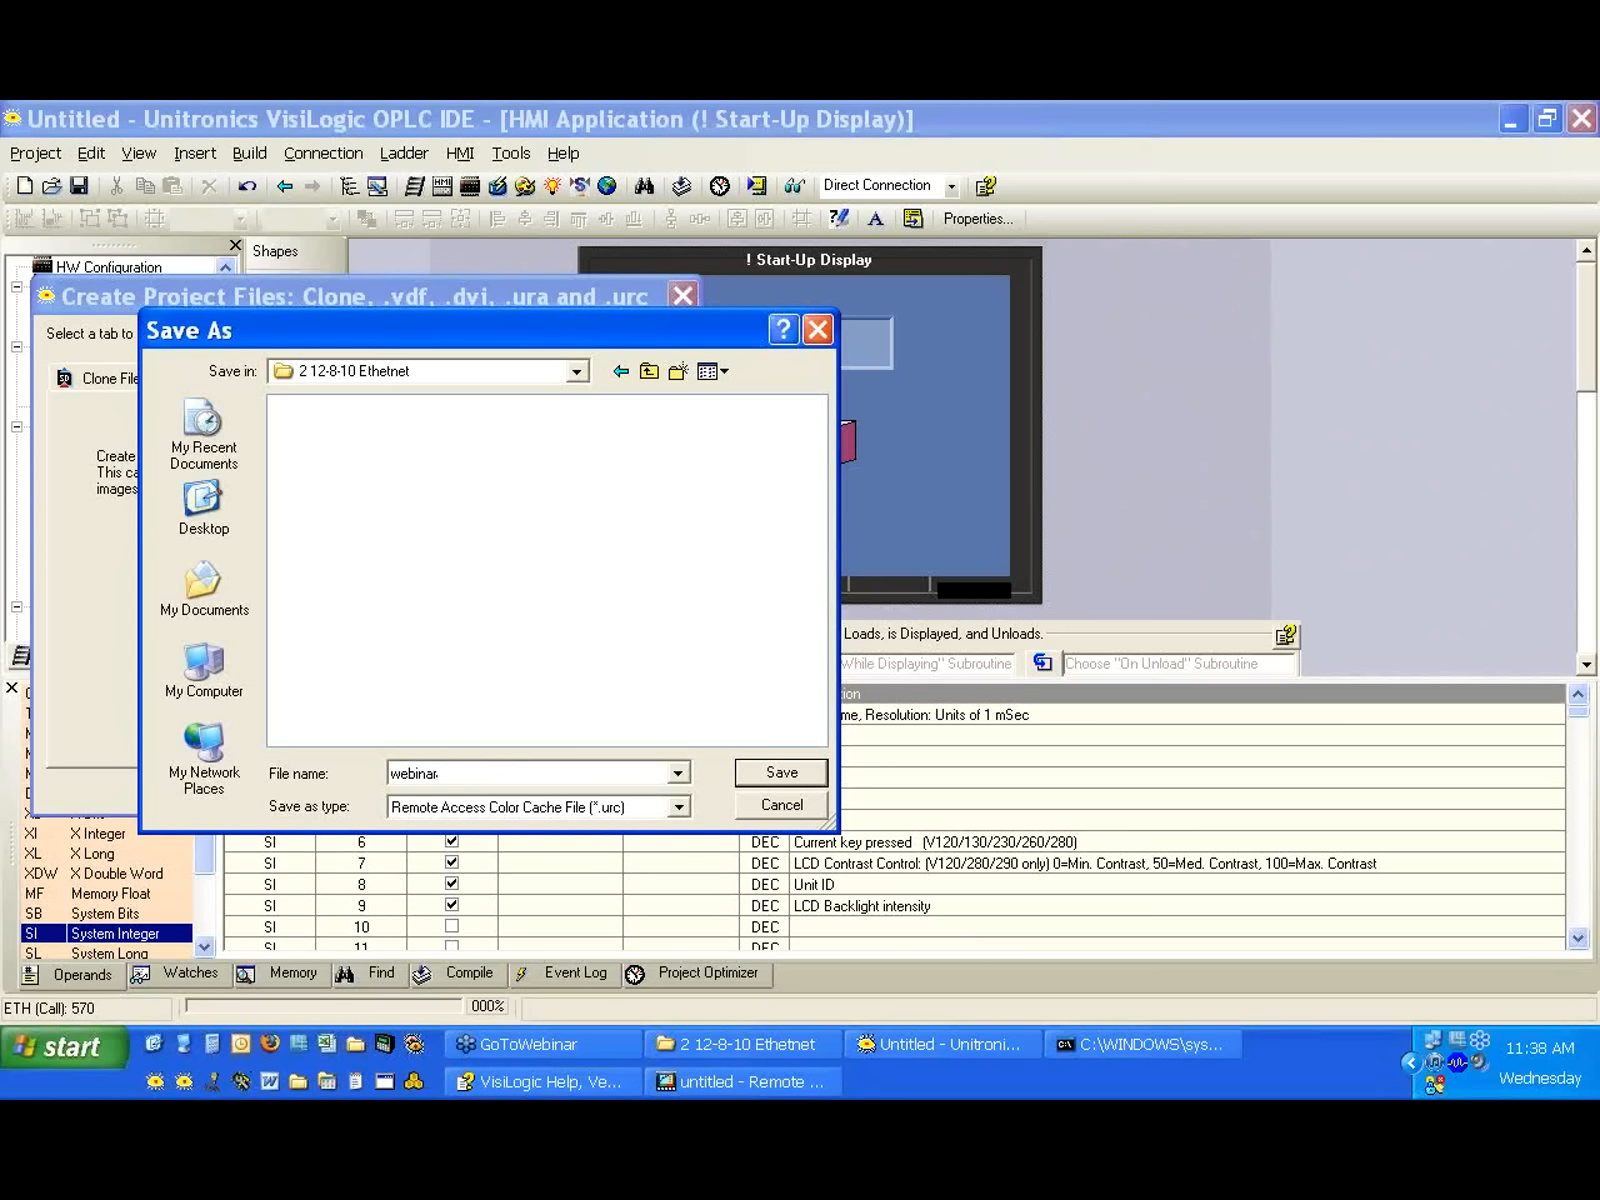 Untitled - Unitronics VisiLogic OPLC IDE - [HMI Application (! Start-Up Display)]
Project Edit View Insert Build Connection Ladder HMI Tools Help
Direct Connection
Properties...
HW Configuration
Shapes
! Start-Up Display
Create Project Files: Clone, .vdf, .dvi, .ura and .urc
Select a tab to
Clone File
Create
This ca
images
Save As
Save in: 2 12-8-10 Ethetnet
My Recent
Documents
Desktop
My Documents
My Computer
My Network
Places
File name: webinar
Save
Save as type: Remote Access Color Cache File (*.urc)
Cancel
Loads, is Displayed, and Unloads.
While Displaying" Subroutine
Choose "On Unload" Subroutine
me, Resolution: Units of 1 mSec
XI X Integer
XL X Long
XDW X Double Word
MF Memory Float
SB System Bits
SI System Integer
SL System Long
SI 6 DEC Current key pressed (V120/130/230/260/280)
SI 7 DEC LCD Contrast Control: (V120/280/290 only) 0=Min. Contrast, 50=Med. Contrast, 100=Max. Contrast
SI 8 DEC Unit ID
SI 9 DEC LCD Backlight intensity
SI 10 DEC
SI 11 DEC
Operands Watches Memory Find Compile Event Log Project Optimizer
ETH (Call): 570
000%
start
GoToWebinar
2 12-8-10 Ethetnet
Untitled - Unitroni...
C:\WINDOWS\sys...
VisiLogic Help, Ve...
untitled - Remote ...
11:38 AM
Wednesday